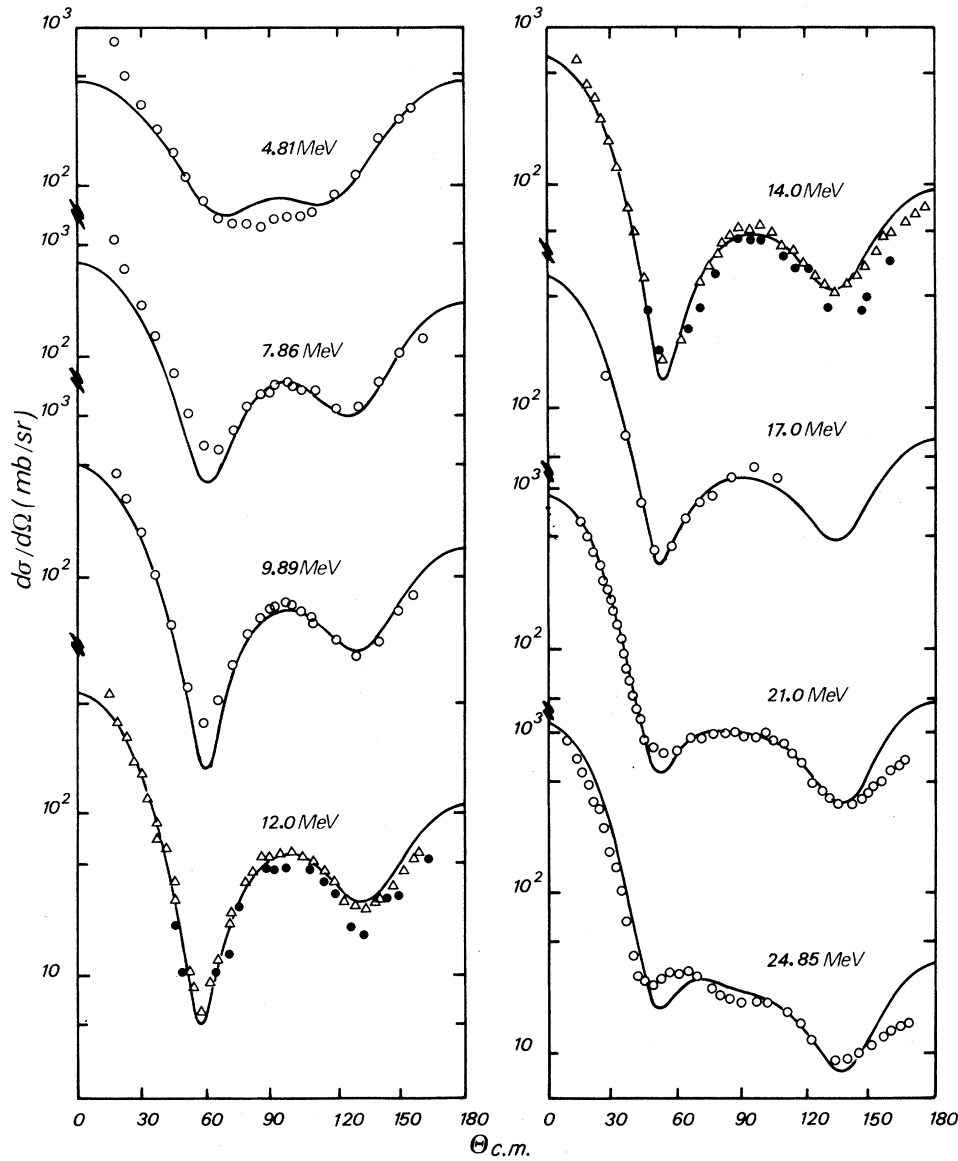 dσ/dΩ (mb/sr)
10³
10²
10³
10²
10³
10²
10²
10
4.81 MeV
7.86 MeV
9.89 MeV
12.0 MeV
0 30 60 90 120 150 180
10³
10²
10²
10³
10²
10³
10²
10
14.0 MeV
17.0 MeV
21.0 MeV
24.85 MeV
0 30 60 90 120 150 180
Θc.m.